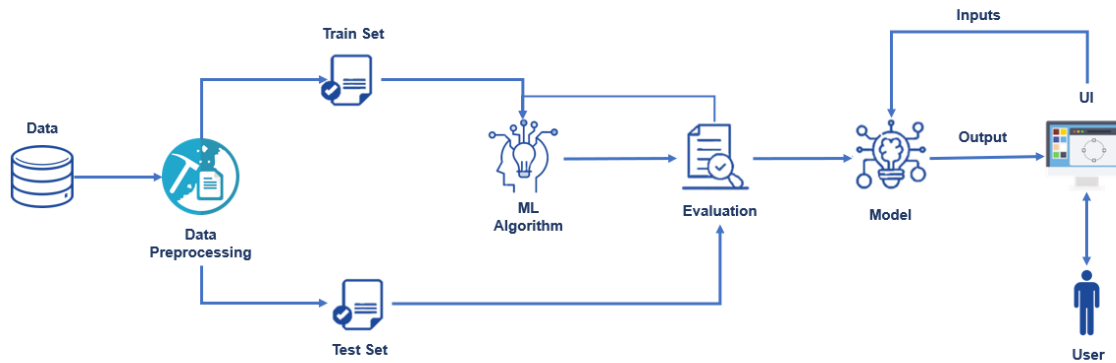 Inputs
Train Set
UI
Data
Output
ML
Algorithm
Evaluation
Model
Data
Preprocessing
Test Set
User